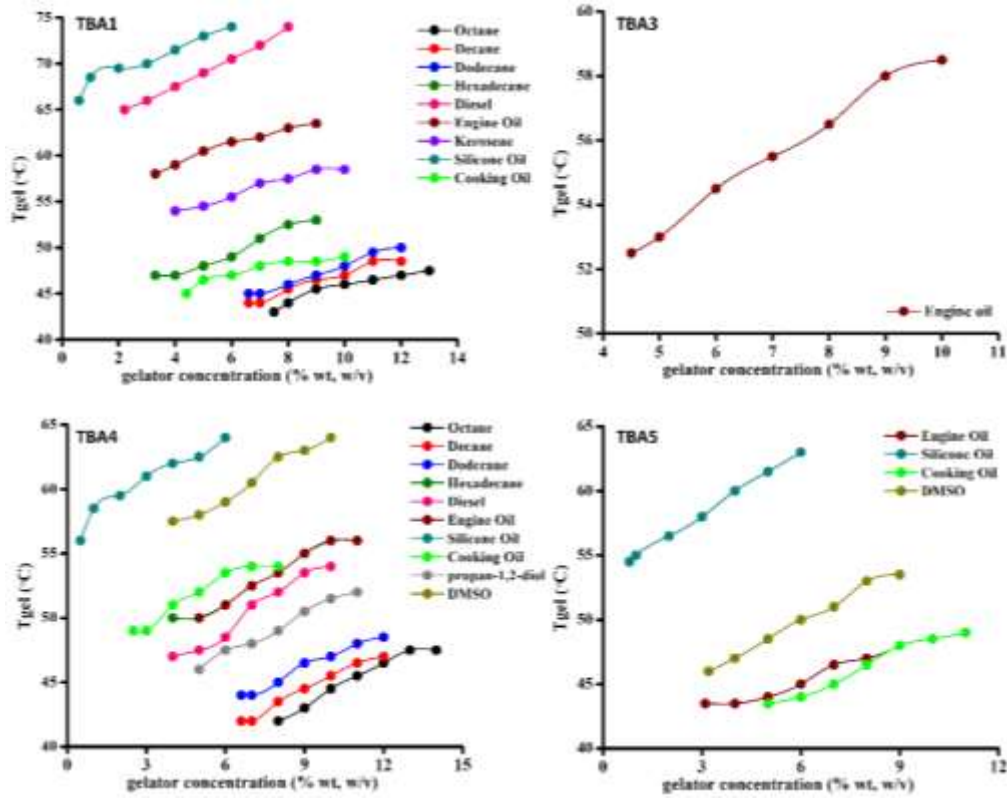 TBA1
75
70
65
60
55
50
45
40
Tgel (°C)
0 2 4 6 8 10 12 14
gelator concentration (% wt, w/v)
Octane
Decane
Dodecane
Hexadecane
Diesel
Engine Oil
Kerosene
Silicone Oil
Cooking Oil
TBA3
58
56
54
52
50
Tgel (°C)
4 5 6 7 8 9 10 11
gelator concentration (% wt, w/v)
Engine oil
TBA4
65
60
55
50
45
40
Tgel (°C)
0 3 6 9 12 15
gelator concentration (% wt, w/v)
Octane
Decane
Dodecane
Hexadecane
Diesel
Engine Oil
Silicone Oil
Cooking Oil
propan-1,2-diol
DMSO
TBA5
65
60
55
50
45
40
Tgel (°C)
0 3 6 9 12
gelator concentration (% wt, w/v)
Engine Oil
Silicone Oil
Cooking Oil
DMSO